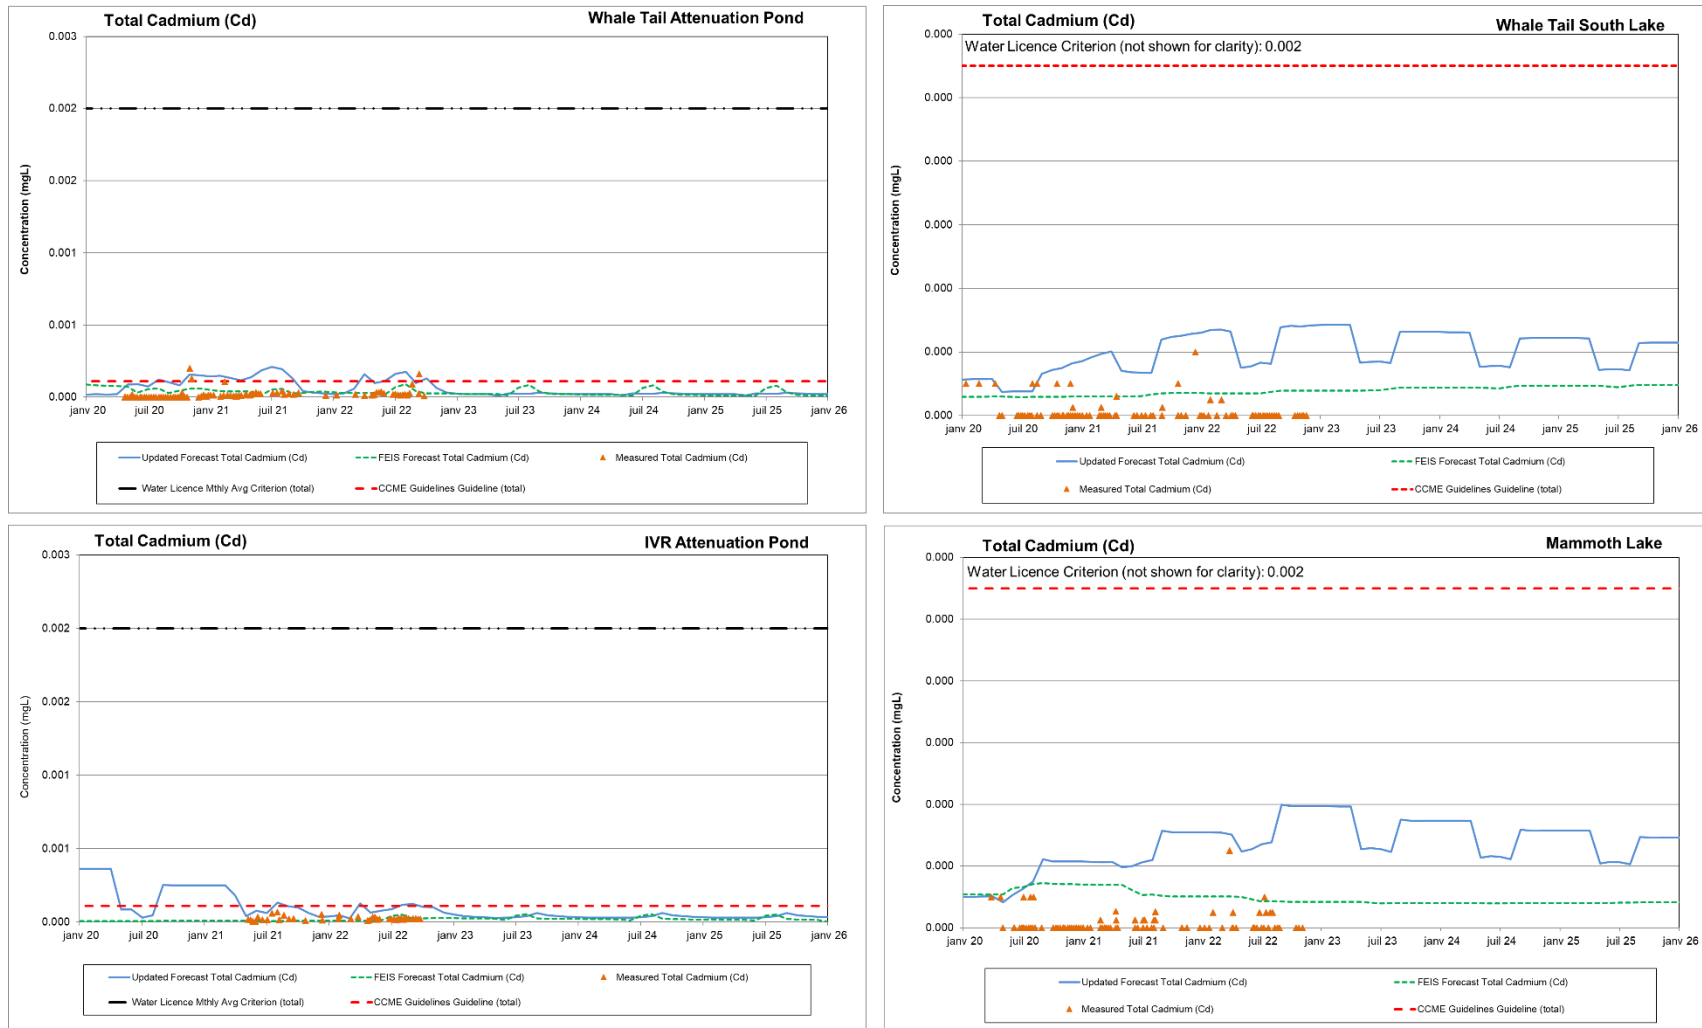 Total Cadmium (Cd)
Whale Tail Attenuation Pond
0.003
0.002
0.002
0.001
0.001
0.000
Concentration (mgL)
janv 20 juil 20 janv 21 juil 21 janv 22 juil 22 janv 23 juil 23 janv 24 juil 24 janv 25 juil 25 janv 26
Updated Forecast Total Cadmium (Cd) FEIS Forecast Total Cadmium (Cd) Measured Total Cadmium (Cd)
Water Licence Mthly Avg Criterion (total) CCME Guidelines Guideline (total)
Total Cadmium (Cd)
Whale Tail South Lake
Water Licence Criterion (not shown for clarity): 0.002
0.000
0.000
0.000
0.000
0.000
0.000
0.000
Concentration (mgL)
janv 20 juil 20 janv 21 juil 21 janv 22 juil 22 janv 23 juil 23 janv 24 juil 24 janv 25 juil 25 janv 26
Updated Forecast Total Cadmium (Cd) FEIS Forecast Total Cadmium (Cd)
Measured Total Cadmium (Cd) CCME Guidelines Guideline (total)
Total Cadmium (Cd)
IVR Attenuation Pond
0.003
0.002
0.002
0.001
0.001
0.000
Concentration (mgL)
janv 20 juil 20 janv 21 juil 21 janv 22 juil 22 janv 23 juil 23 janv 24 juil 24 janv 25 juil 25 janv 26
Updated Forecast Total Cadmium (Cd) FEIS Forecast Total Cadmium (Cd) Measured Total Cadmium (Cd)
Water Licence Mthly Avg Criterion (total) CCME Guidelines Guideline (total)
Total Cadmium (Cd)
Mammoth Lake
Water Licence Criterion (not shown for clarity): 0.002
0.000
0.000
0.000
0.000
0.000
0.000
0.000
Concentration (mgL)
janv 20 juil 20 janv 21 juil 21 janv 22 juil 22 janv 23 juil 23 janv 24 juil 24 janv 25 juil 25 janv 26
Updated Forecast Total Cadmium (Cd) FEIS Forecast Total Cadmium (Cd)
Measured Total Cadmium (Cd) CCME Guidelines Guideline (total)